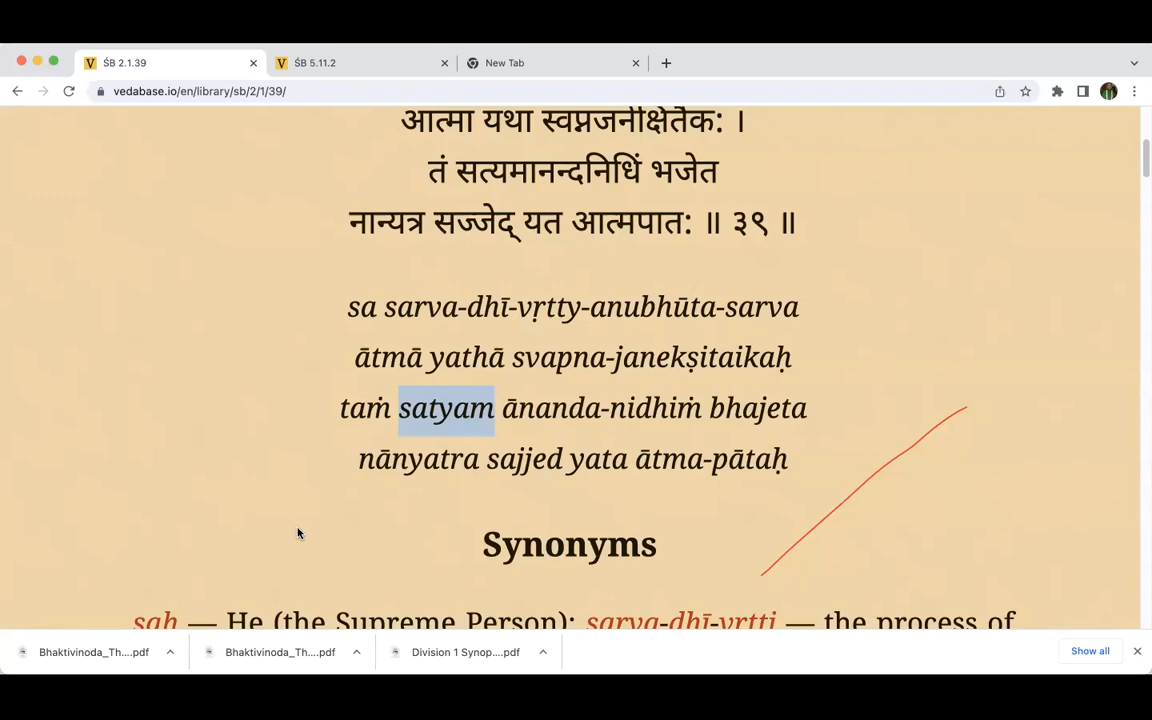 ŚB 2.1.39
ŚB 5.11.2
New Tab
vedabase.io/en/library/sb/2/1/39/
आत्मा यथा स्वप्नजनेक्षितैक: ।
तं सत्यमानन्दनिधिं भजेत
नान्यत्र सज्जेद् यत आत्मपात: ॥ ३९ ॥
sa sarva-dhī-vṛtty-anubhūta-sarva
ātmā yathā svapna-janekṣitaikaḥ
taṁ satyam ānanda-nidhiṁ bhajeta
nānyatra sajjed yata ātma-pātaḥ
Synonyms
saḥ — He (the Supreme Person); sarva-dhī-vṛtti — the process of
Bhaktivinoda_Th....pdf
Bhaktivinoda_Th....pdf
Division 1 Synop....pdf
Show all